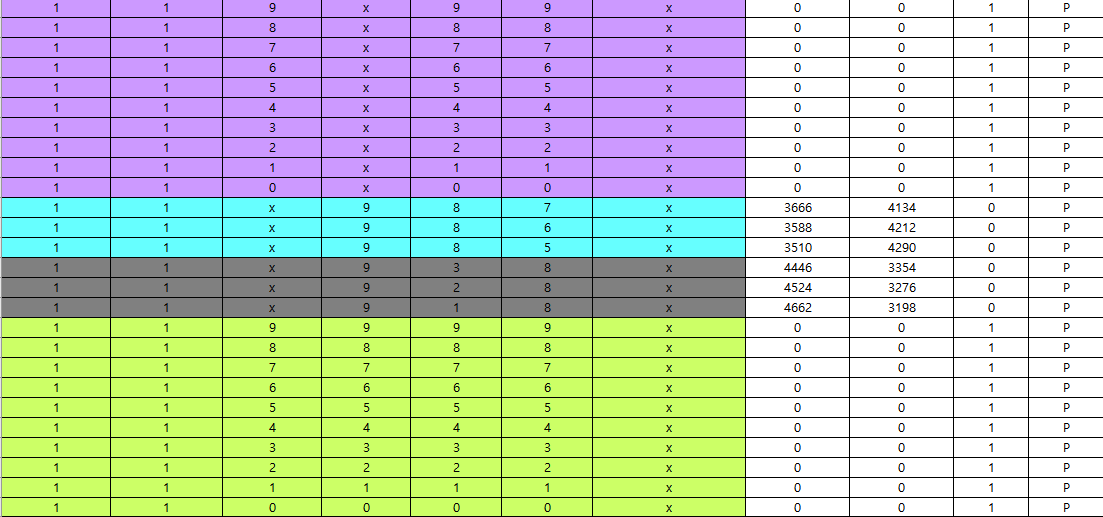 1 1 9 x 9 9 x 0 0 1 P
1 1 8 x 8 8 x 0 0 1 P
1 1 7 x 7 7 x 0 0 1 P
1 1 6 x 6 6 x 0 0 1 P
1 1 5 x 5 5 x 0 0 1 P
1 1 4 x 4 4 x 0 0 1 P
1 1 3 x 3 3 x 0 0 1 P
1 1 2 x 2 2 x 0 0 1 P
1 1 1 x 1 1 x 0 0 1 P
1 1 0 x 0 0 x 0 0 1 P
1 1 x 9 8 7 x 3666 4134 0 P
1 1 x 9 8 6 x 3588 4212 0 P
1 1 x 9 8 5 x 3510 4290 0 P
1 1 x 9 3 8 x 4446 3354 0 P
1 1 x 9 2 8 x 4524 3276 0 P
1 1 x 9 1 8 x 4662 3198 0 P
1 1 9 9 9 9 x 0 0 1 P
1 1 8 8 8 8 x 0 0 1 P
1 1 7 7 7 7 x 0 0 1 P
1 1 6 6 6 6 x 0 0 1 P
1 1 5 5 5 5 x 0 0 1 P
1 1 4 4 4 4 x 0 0 1 P
1 1 3 3 3 3 x 0 0 1 P
1 1 2 2 2 2 x 0 0 1 P
1 1 1 1 1 1 x 0 0 1 P
1 1 0 0 0 0 x 0 0 1 P